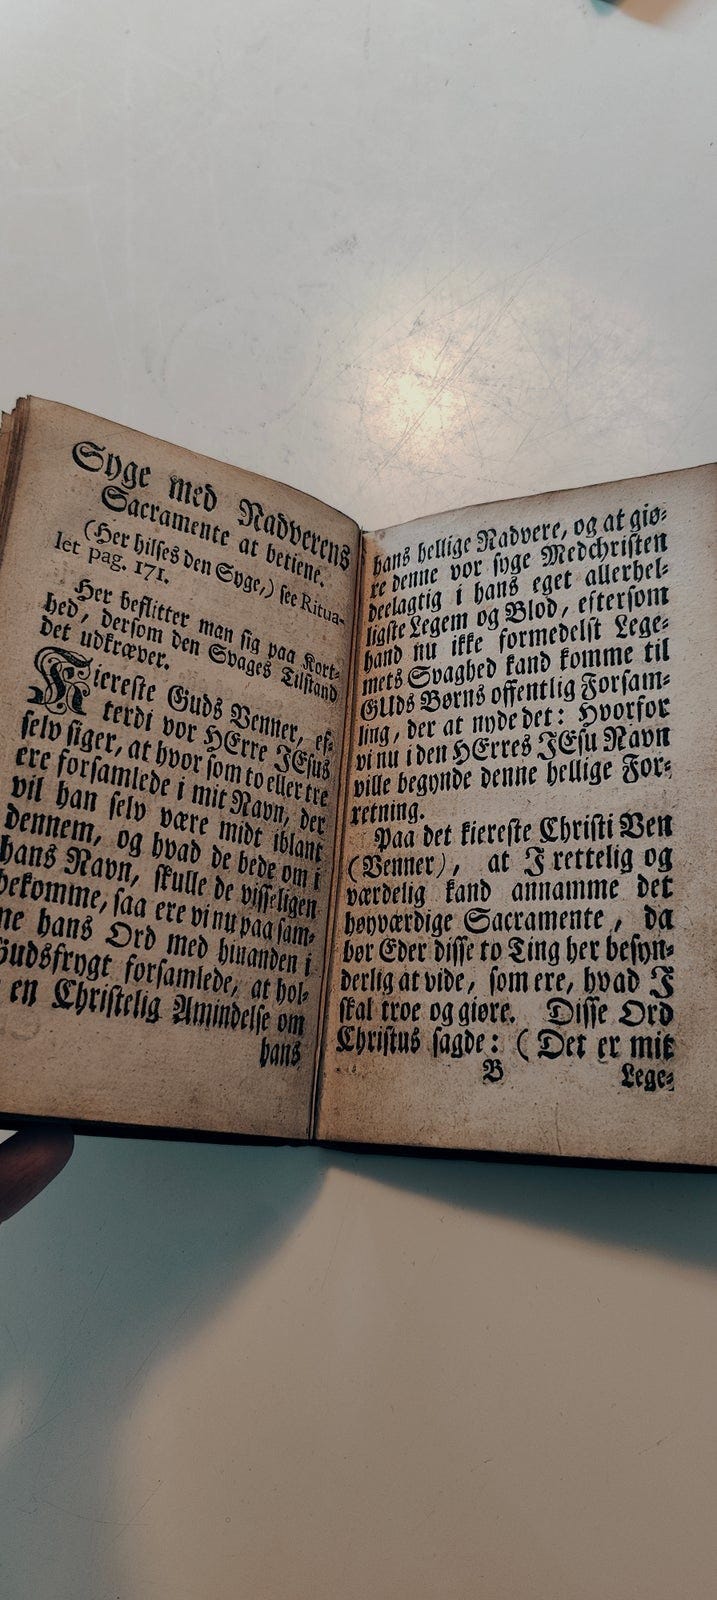 Syge med Nadverens
Sacramente at betiene.
(Her hilses den Syge,) see Ritua-
let pag. 171.
Her beflitter man sig paa Kort-
hed, dersom den Svages Tilstand
det udkræver.
Kiereste Guds Venner, ef-
terdi vor HErre JEsus
selv siger, at hvor som to eller tre
ere forsamlede i mit Navn, der
vil han selv være midt iblant
dennem, og hvad de bede om i
hans Navn, skulle de visseligen
bekomme, saa ere vi nu paa sam-
ne hans Ord med hinanden i
Gudsfrygt forsamlede, at hol-
en Christelig Amindelse om
hans
hans hellige Nadvere, og at giø-
re denne vor syge Medchristen
deelagtig i hans eget allerhel-
ligste Legem og Blod, eftersom
hand nu ikke formedelst Lege-
mets Svaghed kand komme til
GUds Børns offentlig Forsam-
ling, der at nyde det: Hvorfor
vi nu i den HErres JEsu Navn
ville begynde denne hellige For-
retning.
Paa det kiereste Christi Ven
(Venner), at I rettelig og
værdelig kand annamme det
høyværdige Sacramente, da
bør Eder disse to Ting her besyn-
derlig at vide, som ere, hvad I
skal troe og giøre. Disse Ord
Christus sagde: (Det er mit
B Lege-